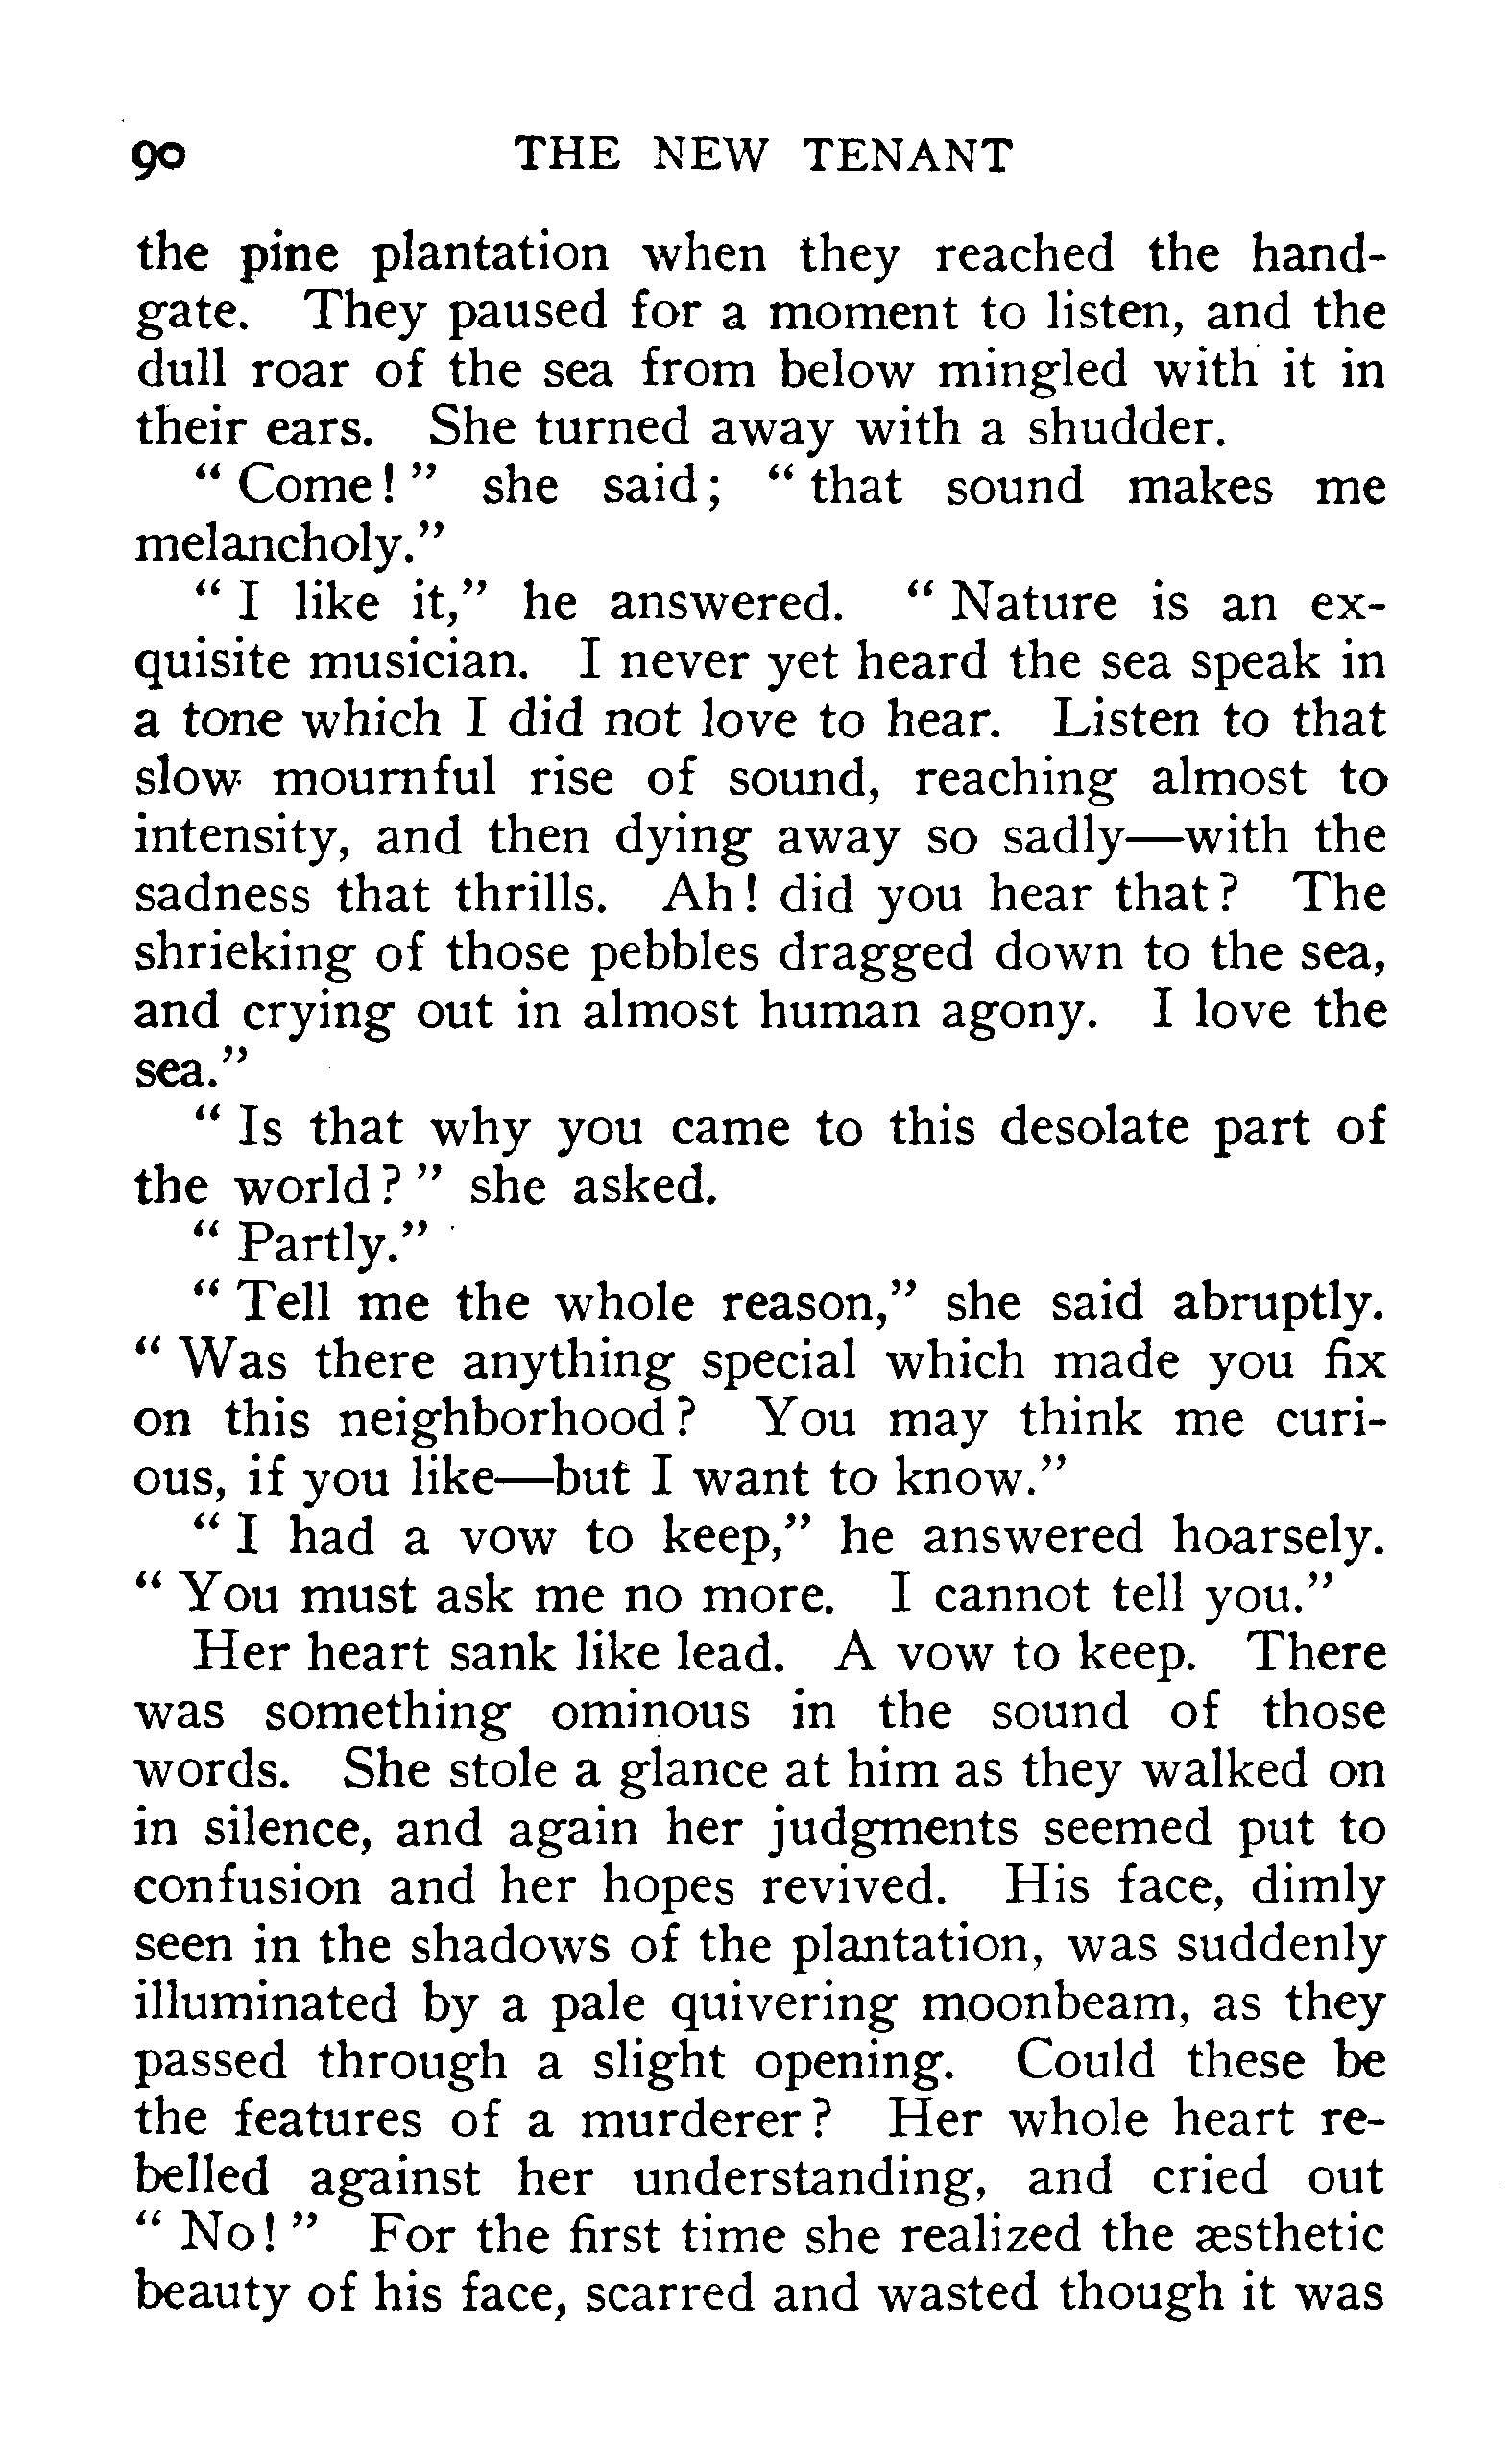 90 THE NEW TENANT
the pine plantation when they reached the hand-
gate. They paused for a moment to listen, and the
dull roar of the sea from below mingled with it in
their ears. She turned away with a shudder.
“ Come! ” she said; “ that sound makes me
melancholy.”
“ I like it,” he answered. “ Nature is an ex-
quisite musician. I never yet heard the sea speak in
a tone which I did not love to hear. Listen to that
slow mournful rise of sound, reaching almost to
intensity, and then dying away so sadly—with the
sadness that thrills. Ah! did you hear that? The
shrieking of those pebbles dragged down to the sea,
and crying out in almost human agony. I love the
sea.”
“ Is that why you came to this desolate part of
the world? ” she asked.
“ Partly.”
“ Tell me the whole reason,” she said abruptly.
“ Was there anything special which made you fix
on this neighborhood? You may think me curi-
ous, if you like—but I want to know.”
“ I had a vow to keep,” he answered hoarsely.
“ You must ask me no more. I cannot tell you.”
Her heart sank like lead. A vow to keep. There
was something ominous in the sound of those
words. She stole a glance at him as they walked on
in silence, and again her judgments seemed put to
confusion and her hopes revived. His face, dimly
seen in the shadows of the plantation, was suddenly
illuminated by a pale quivering moonbeam, as they
passed through a slight opening. Could these be
the features of a murderer? Her whole heart re-
belled against her understanding, and cried out
“ No! ” For the first time she realized the æsthetic
beauty of his face, scarred and wasted though it was